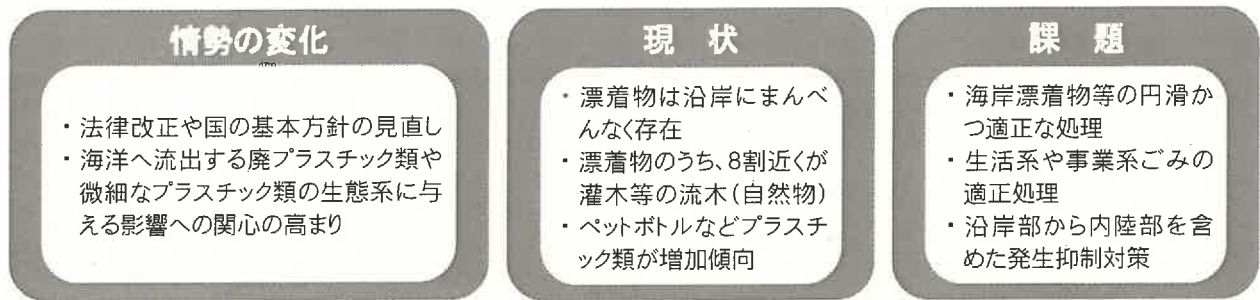 情勢の変化
・法律改正や国の基本方針の見直し
・海洋へ流出する廃プラスチック類や
微細なプラスチック類の生態系に与
える影響への関心の高まり
現 状
・漂着物は沿岸にまんべ
んなく存在
・漂着物のうち、8割近くが
灌木等の流木(自然物)
・ペットボトルなどプラスチ
ック類が増加傾向
課 題
・海岸漂着物等の円滑か
つ適正な処理
・生活系や事業系ごみの
適正処理
・沿岸部から内陸部を含
めた発生抑制対策